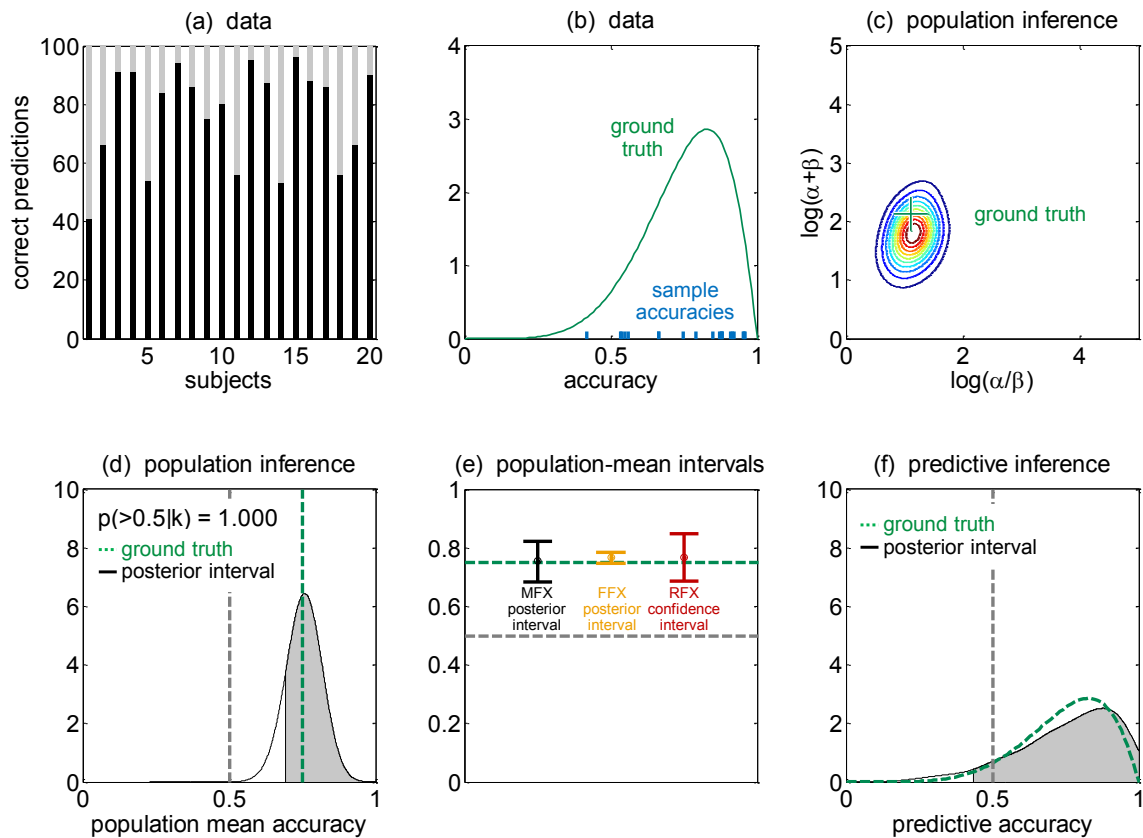 (a) data
100
80
60
40
20
0
correct predictions
5
10
15
20
subjects
(b) data
4
3
2
1
0
ground
truth
sample
accuracies
0
0.5
1
accuracy
(c) population inference
5
4
3
2
1
0
log(α+β)
ground truth
0
2
4
log(α/β)
(d) population inference
10
8
6
4
2
0
p(>0.5|k) = 1.000
ground truth
posterior interval
0
0.5
1
population mean accuracy
(e) population-mean intervals
1
0.8
0.6
0.4
0.2
0
MFX
posterior
interval
FFX
posterior
interval
RFX
confidence
interval
(f) predictive inference
10
8
6
4
2
0
ground truth
posterior interval
0
0.5
1
predictive accuracy